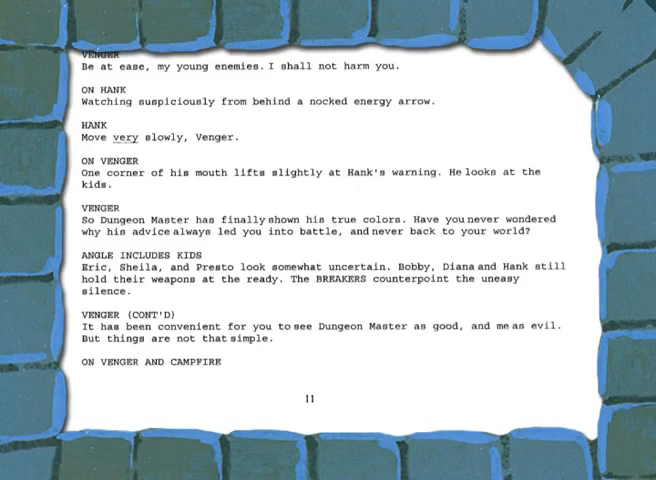 VENGER
Be at ease, my young enemies. I shall not harm you.
ON HANK
Watching suspiciously from behind a nocked energy arrow.
HANK
Move very slowly, Venger.
ON VENGER
One corner of his mouth lifts slightly at Hank's warning. He looks at the
kids.
VENGER
So Dungeon Master has finally shown his true colors. Have you never wondered
why his advice always led you into battle, and never back to your world?
ANGLE INCLUDES KIDS
Eric, Sheila, and Presto look somewhat uncertain. Bobby, Diana and Hank still
hold their weapons at the ready. The BREAKERS counterpoint the uneasy
silence.
VENGER (CONT'D)
It has been convenient for you to see Dungeon Master as good, and me as evil.
But things are not that simple.
ON VENGER AND CAMPFIRE
11